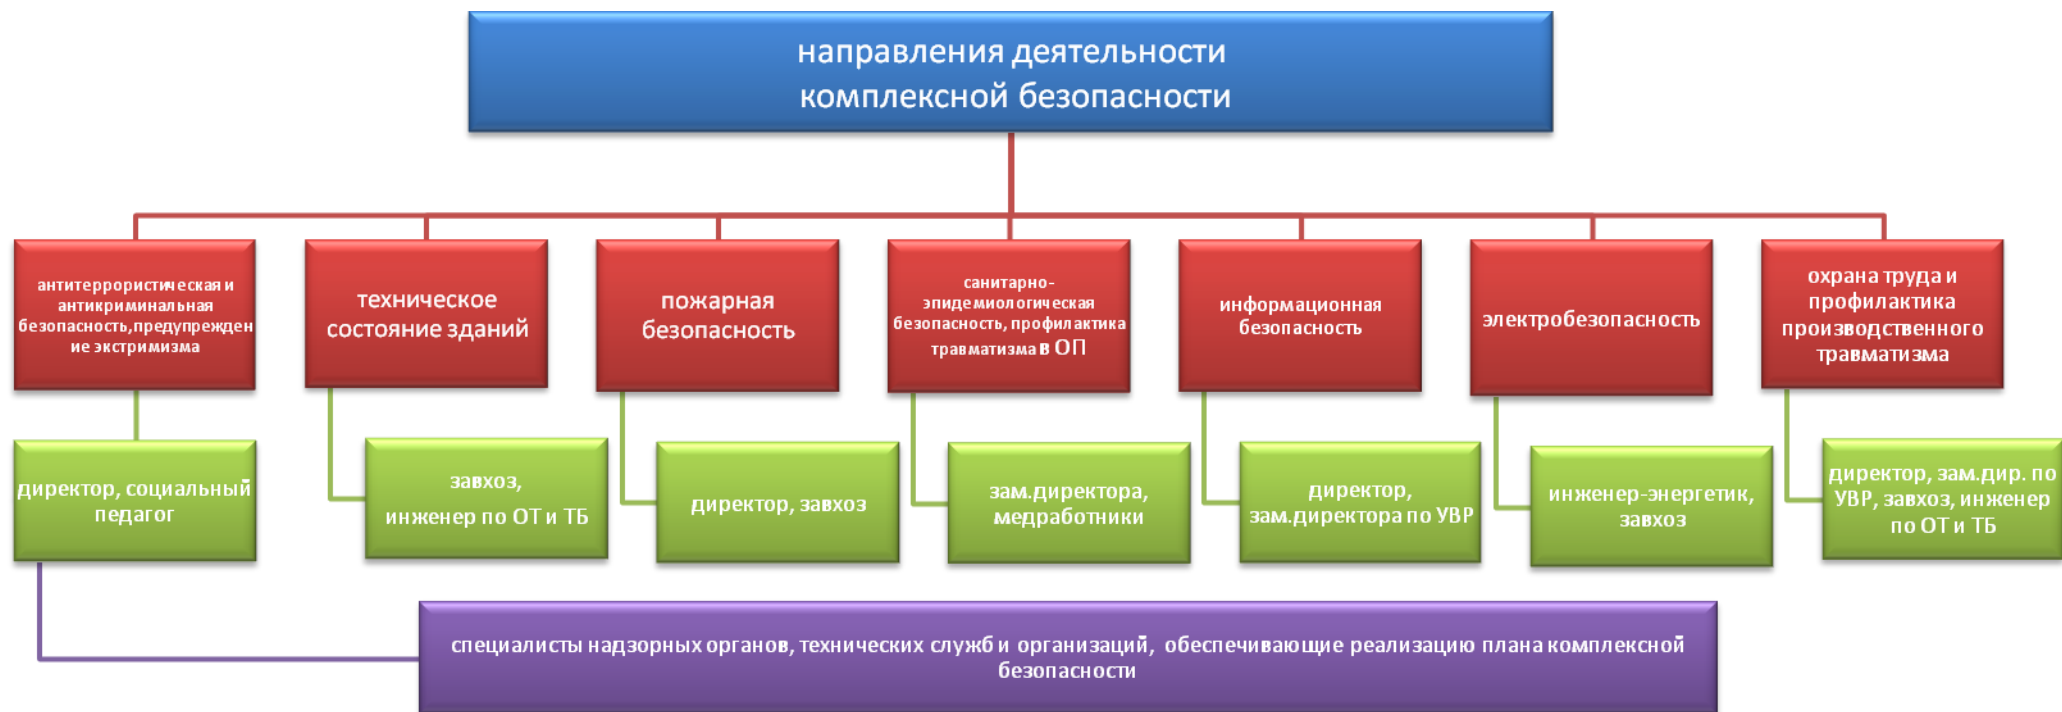 направления деятельности
комплексной безопасности
антитеррористическая и
антикриминальная
безопасность,предупрежден
ие экстримизма
техническое
состояние зданий
пожарная
безопасность
санитарно-
эпидемиологическая
безопасность, профилактика
травматизма в ОП
информационная
безопасность
электробезопасность
охрана труда и
профилактика
производственного
травматизма
директор, социальный
педагог
завхоз,
инженер по ОТ и ТБ
директор, завхоз
зам.директора,
медработники
директор,
зам.директора по УВР
инженер-энергетик,
завхоз
директор, зам.дир. по
УВР, завхоз, инженер
по ОТ и ТБ
специалисты надзорных органов, технических служб и организаций, обеспечивающие реализацию плана комплексной
безопасности